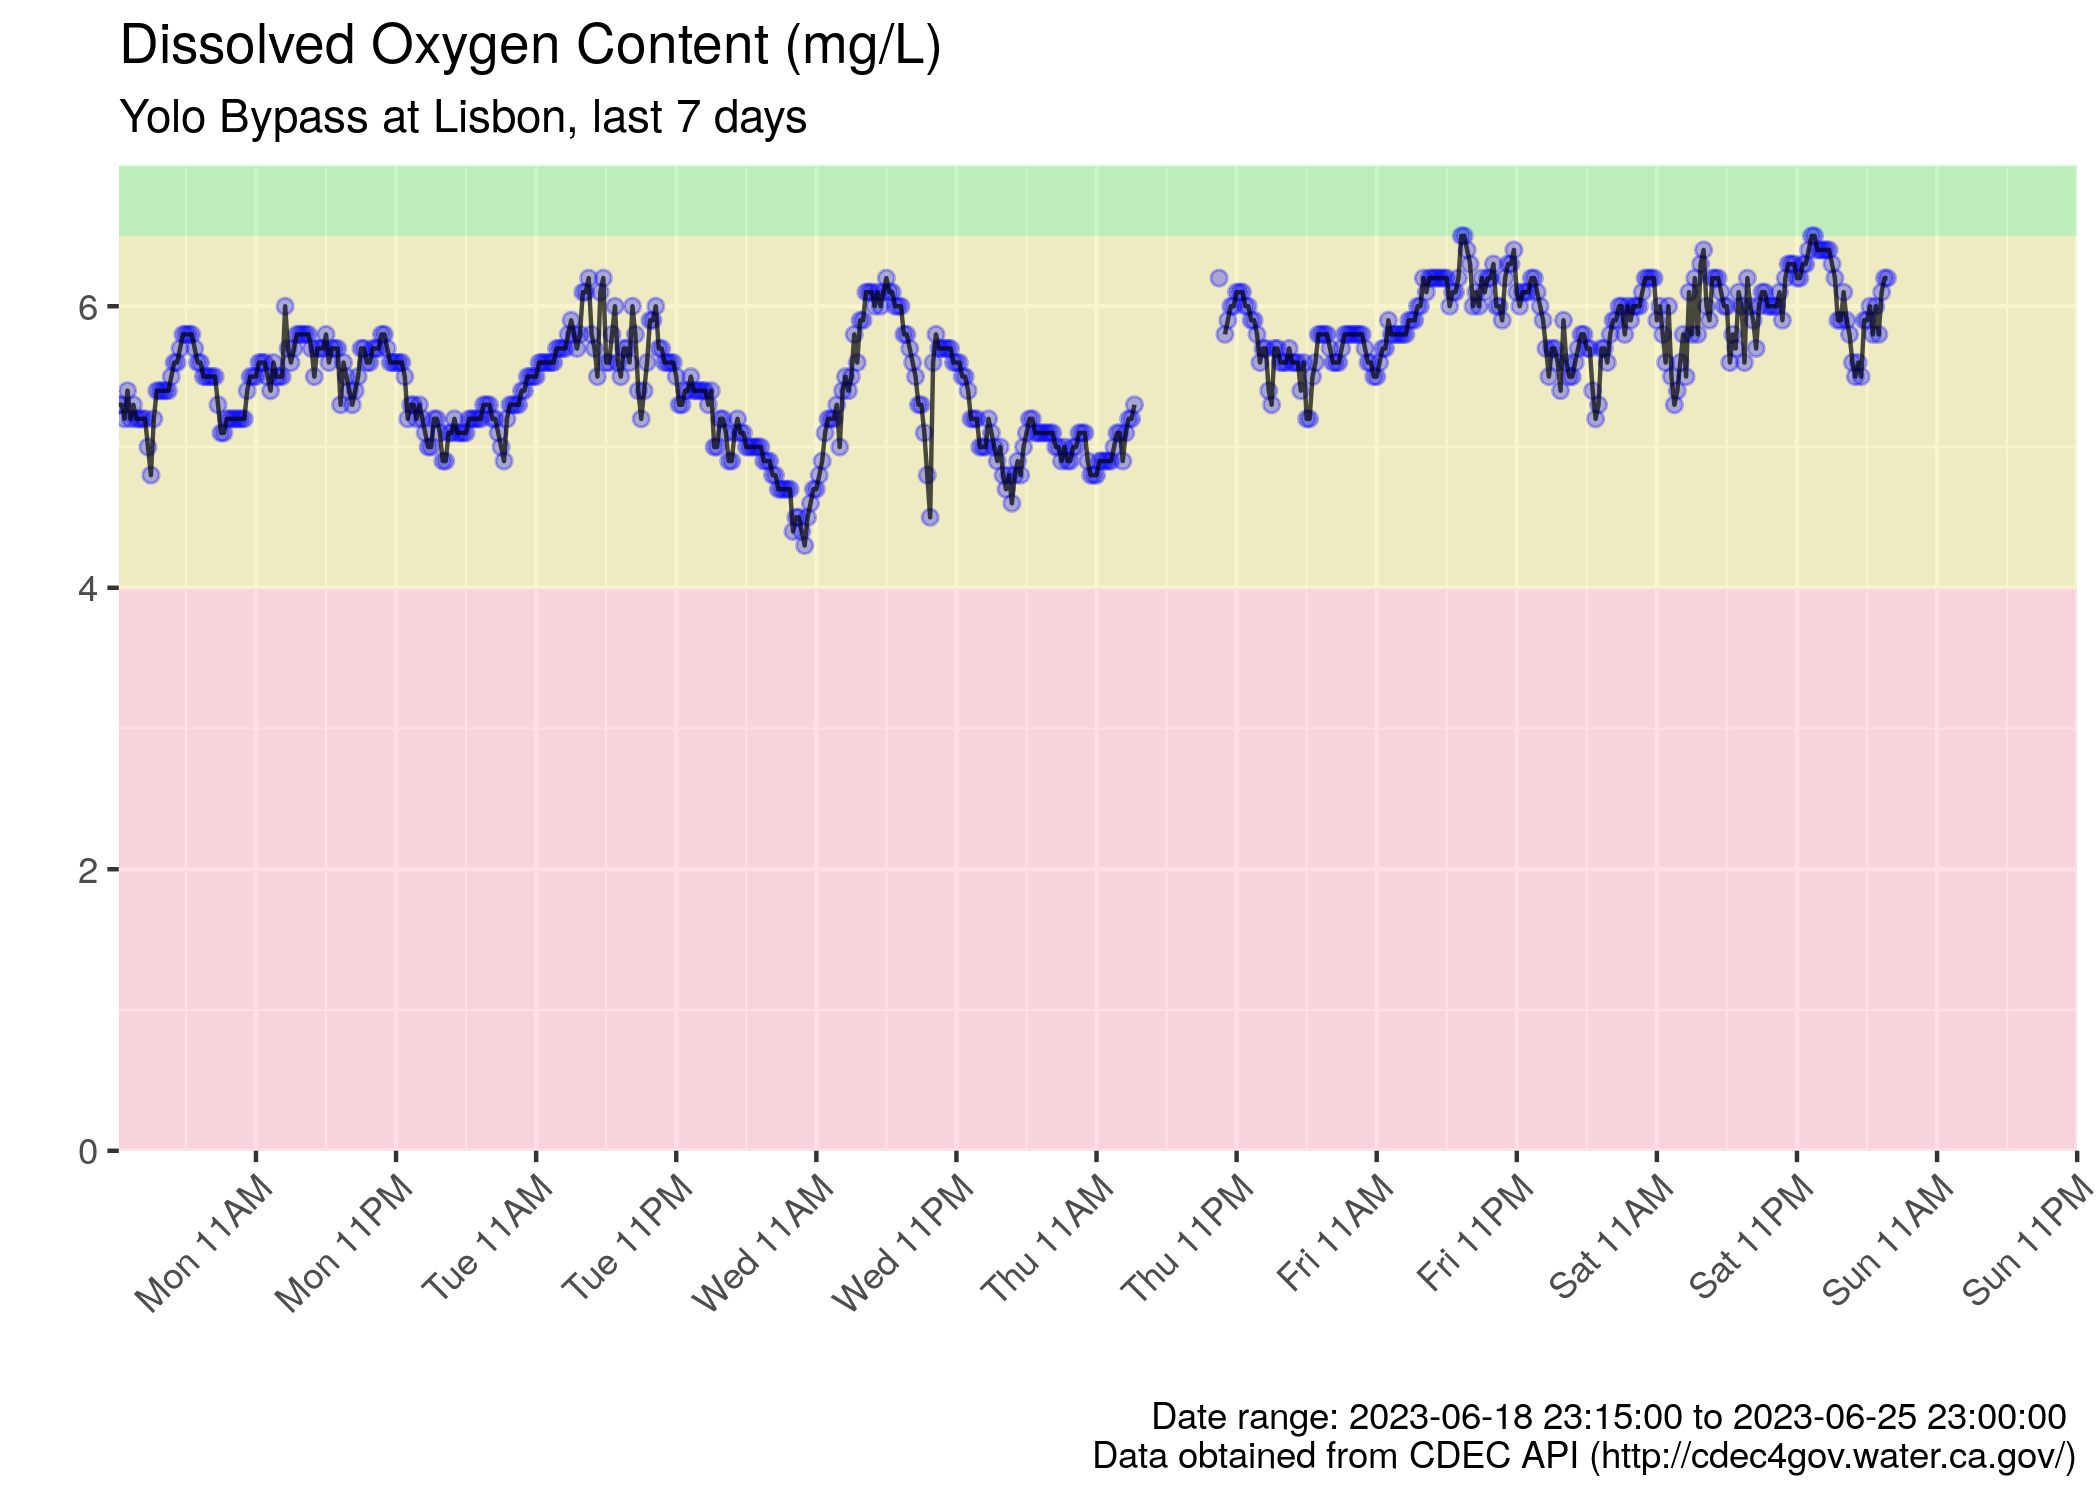 Dissolved Oxygen Content (mg/L)
Yolo Bypass at Lisbon, last 7 days
6
4
2
0
Mon 11AM
Mon 11PM
Tue 11AM
Tue 11PM
Wed 11AM
Wed 11PM
Thu 11AM
Thu 11PM
Fri 11AM
Fri 11PM
Sat 11AM
Sat 11PM
Sun 11AM
Sun 11PM
Date range: 2023-06-18 23:15:00 to 2023-06-25 23:00:00
Data obtained from CDEC API (http://cdec4gov.water.ca.gov/)